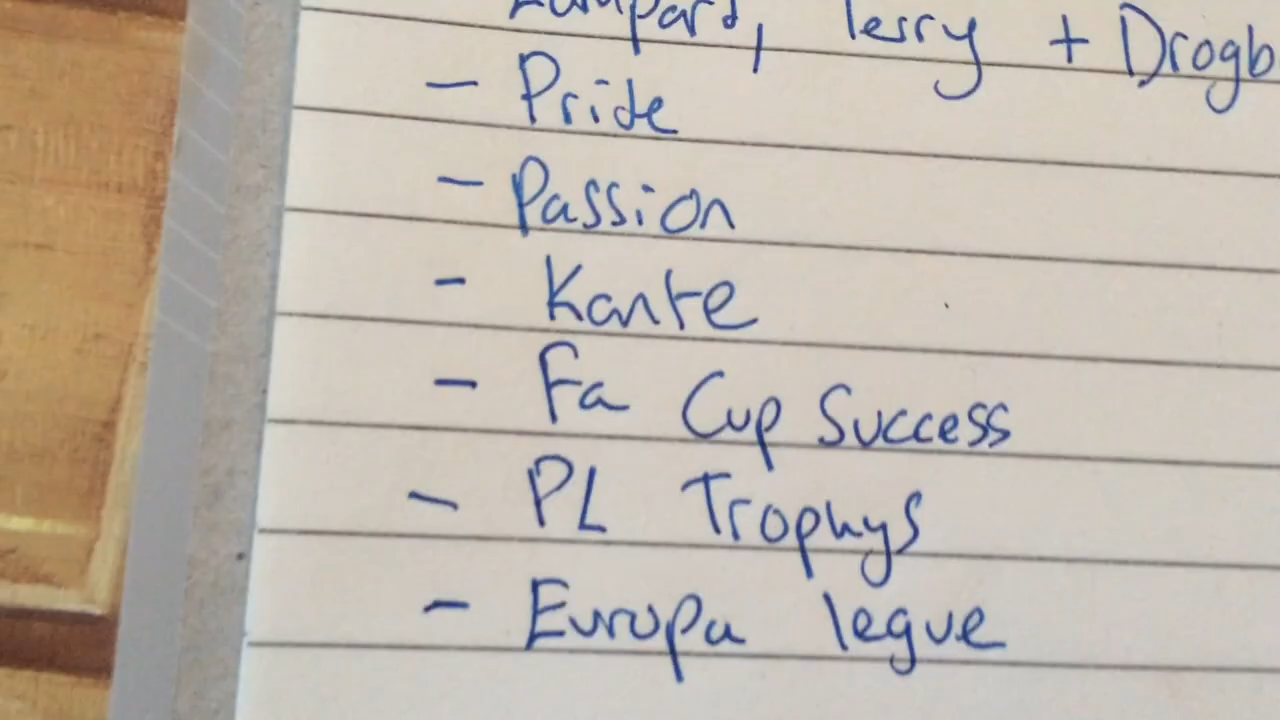 Lampard, Terry + Drogb
- Pride
- Passion
- Kante
- Fa Cup Success
- PL Trophys
- Europa legue